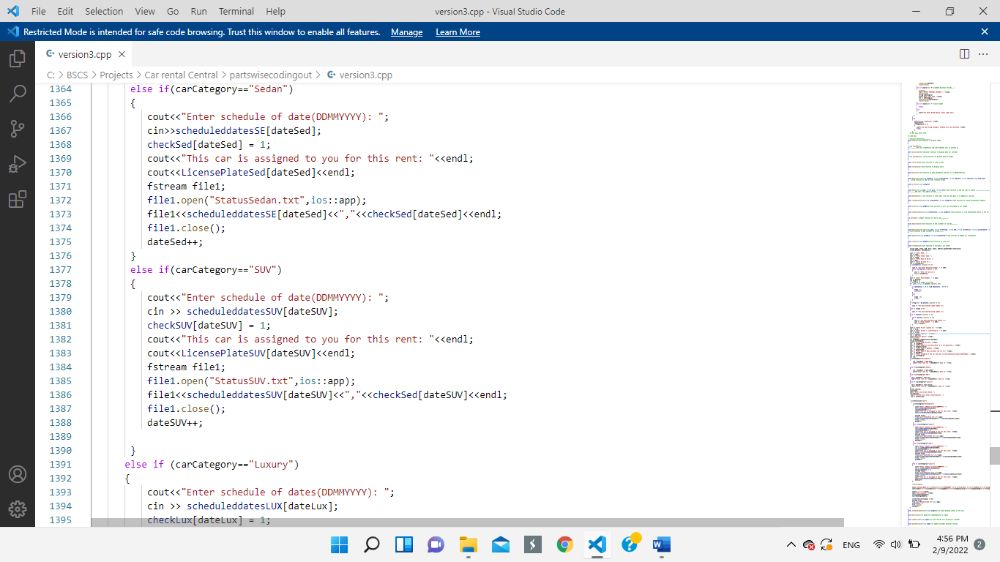 File Edit Selection View Go Run Terminal Help version3.cpp - Visual Studio Code
Restricted Mode is intended for safe code browsing. Trust this window to enable all features. Manage Learn More
version3.cpp
C: > BSCS > Projects > Car rental Central > partswisecodingout > version3.cpp
1364 else if(carCategory=="Sedan")
1365 {
1366 cout<<"Enter schedule of date(DDMMYYYY): ";
1367 cin>>scheduleddatesSE[dateSed];
1368 checkSed[dateSed] = 1;
1369 cout<<"This car is assigned to you for this rent: "<<endl;
1370 cout<<LicensePlateSed[dateSed]<<endl;
1371 fstream file1;
1372 file1.open("StatusSedan.txt",ios::app);
1373 file1<<scheduleddatesSE[dateSed]<<","<<checkSed[dateSed]<<endl;
1374 file1.close();
1375 dateSed++;
1376 }
1377 else if(carCategory=="SUV")
1378 {
1379 cout<<"Enter schedule of date(DDMMYYYY): ";
1380 cin >> scheduleddatesSUV[dateSUV];
1381 checkSUV[dateSUV] = 1;
1382 cout<<"This car is assigned to you for this rent: "<<endl;
1383 cout<<LicensePlateSUV[dateSUV]<<endl;
1384 fstream file1;
1385 file1.open("StatusSUV.txt",ios::app);
1386 file1<<scheduleddatesSUV[dateSUV]<<","<<checkSed[dateSUV]<<endl;
1387 file1.close();
1388 dateSUV++;
1389
1390 }
1391 else if (carCategory=="Luxury")
1392 {
1393 cout<<"Enter schedule for dates(DDMMYYYY): ";
1394 cin >> scheduleddatesLUX[dateLux];
1395 checkLux[dateLux] = 1;
ENG 4:56 PM
2/9/2022 2